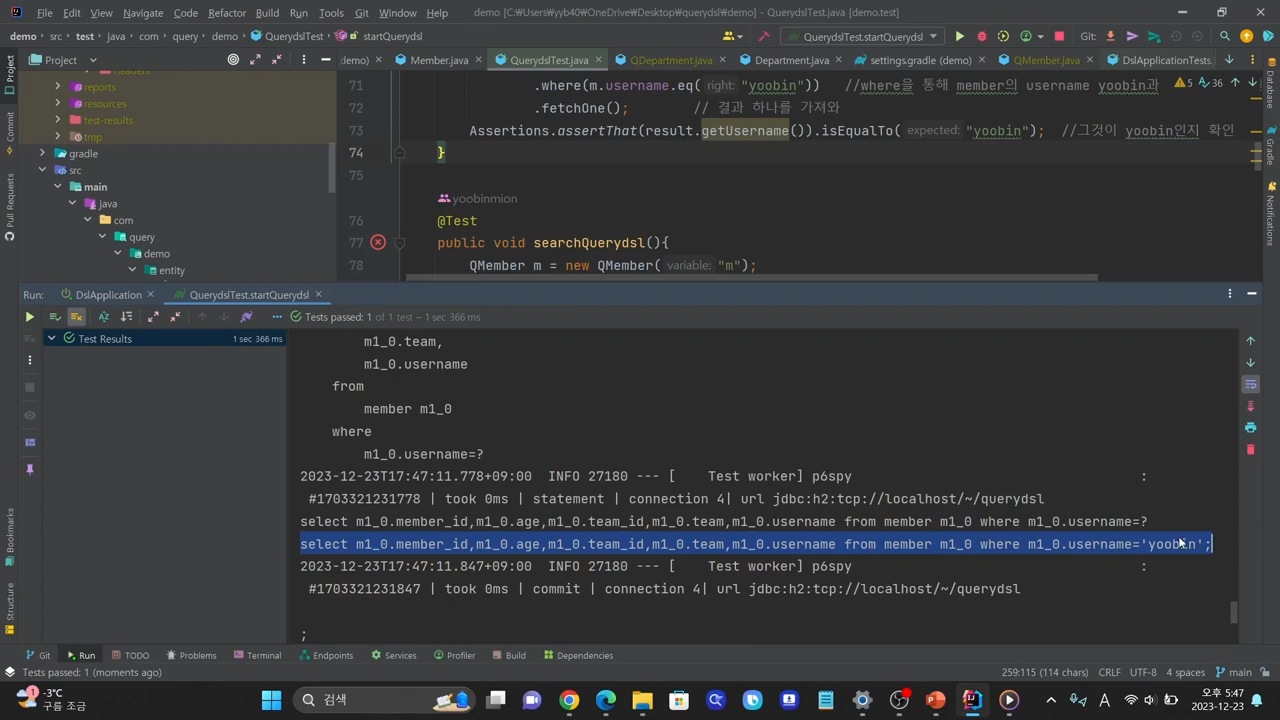 File Edit View Navigate Code Refactor Build Run Tools Git Window Help demo [C:\Users\yyb40\OneDrive\Desktop\querydsl\demo] - QuerydslTest.java [demo.test]
demo src test java com query demo QuerydslTest startQuerydsl QuerydslTest.startQuerydsl Git:
Project demo) Member.java QuerydslTest.java QDepartment.java Department.java settings.gradle (demo) QMember.java DslApplicationTests.
headers
reports
resources
test-results
tmp
gradle
src
main
java
com
query
demo
entity
71 .where(m.username.eq( right: "yoobin")) //where을 통해 member의 username yoobin과 5 36
72 .fetchOne(); // 결과 하나를 가져와
73 Assertions.assertThat(result.getUsername()).isEqualTo( expected: "yoobin"); //그것이 yoobin인지 확인
74 }
75
yoobinmion
76 @Test
77 public void searchQuerydsl(){
78 QMember m = new QMember( variable: "m");
Project
Commit
Pull Requests
Bookmarks
Structure
Database
Gradle
Notifications
Run: DslApplication QuerydslTest.startQuerydsl
Tests passed: 1 of 1 test – 1 sec 366 ms
Test Results 1 sec 366 ms
m1_0.team,
m1_0.username
from
member m1_0
where
m1_0.username=?
2023-12-23T17:47:11.778+09:00 INFO 27180 --- [ Test worker] p6spy :
#1703321231778 | took 0ms | statement | connection 4| url jdbc:h2:tcp://localhost/~/querydsl
select m1_0.member_id,m1_0.age,m1_0.team_id,m1_0.team,m1_0.username from member m1_0 where m1_0.username=?
select m1_0.member_id,m1_0.age,m1_0.team_id,m1_0.team,m1_0.username from member m1_0 where m1_0.username='yoobin';
2023-12-23T17:47:11.847+09:00 INFO 27180 --- [ Test worker] p6spy :
#1703321231847 | took 0ms | commit | connection 4| url jdbc:h2:tcp://localhost/~/querydsl
;
Git Run TODO Problems Terminal Endpoints Services Profiler Build Dependencies
Tests passed: 1 (moments ago) 259:115 (114 chars) CRLF UTF-8 4 spaces main
1 -3°C 구름 조금 검색 A 오후 5:47 2023-12-23